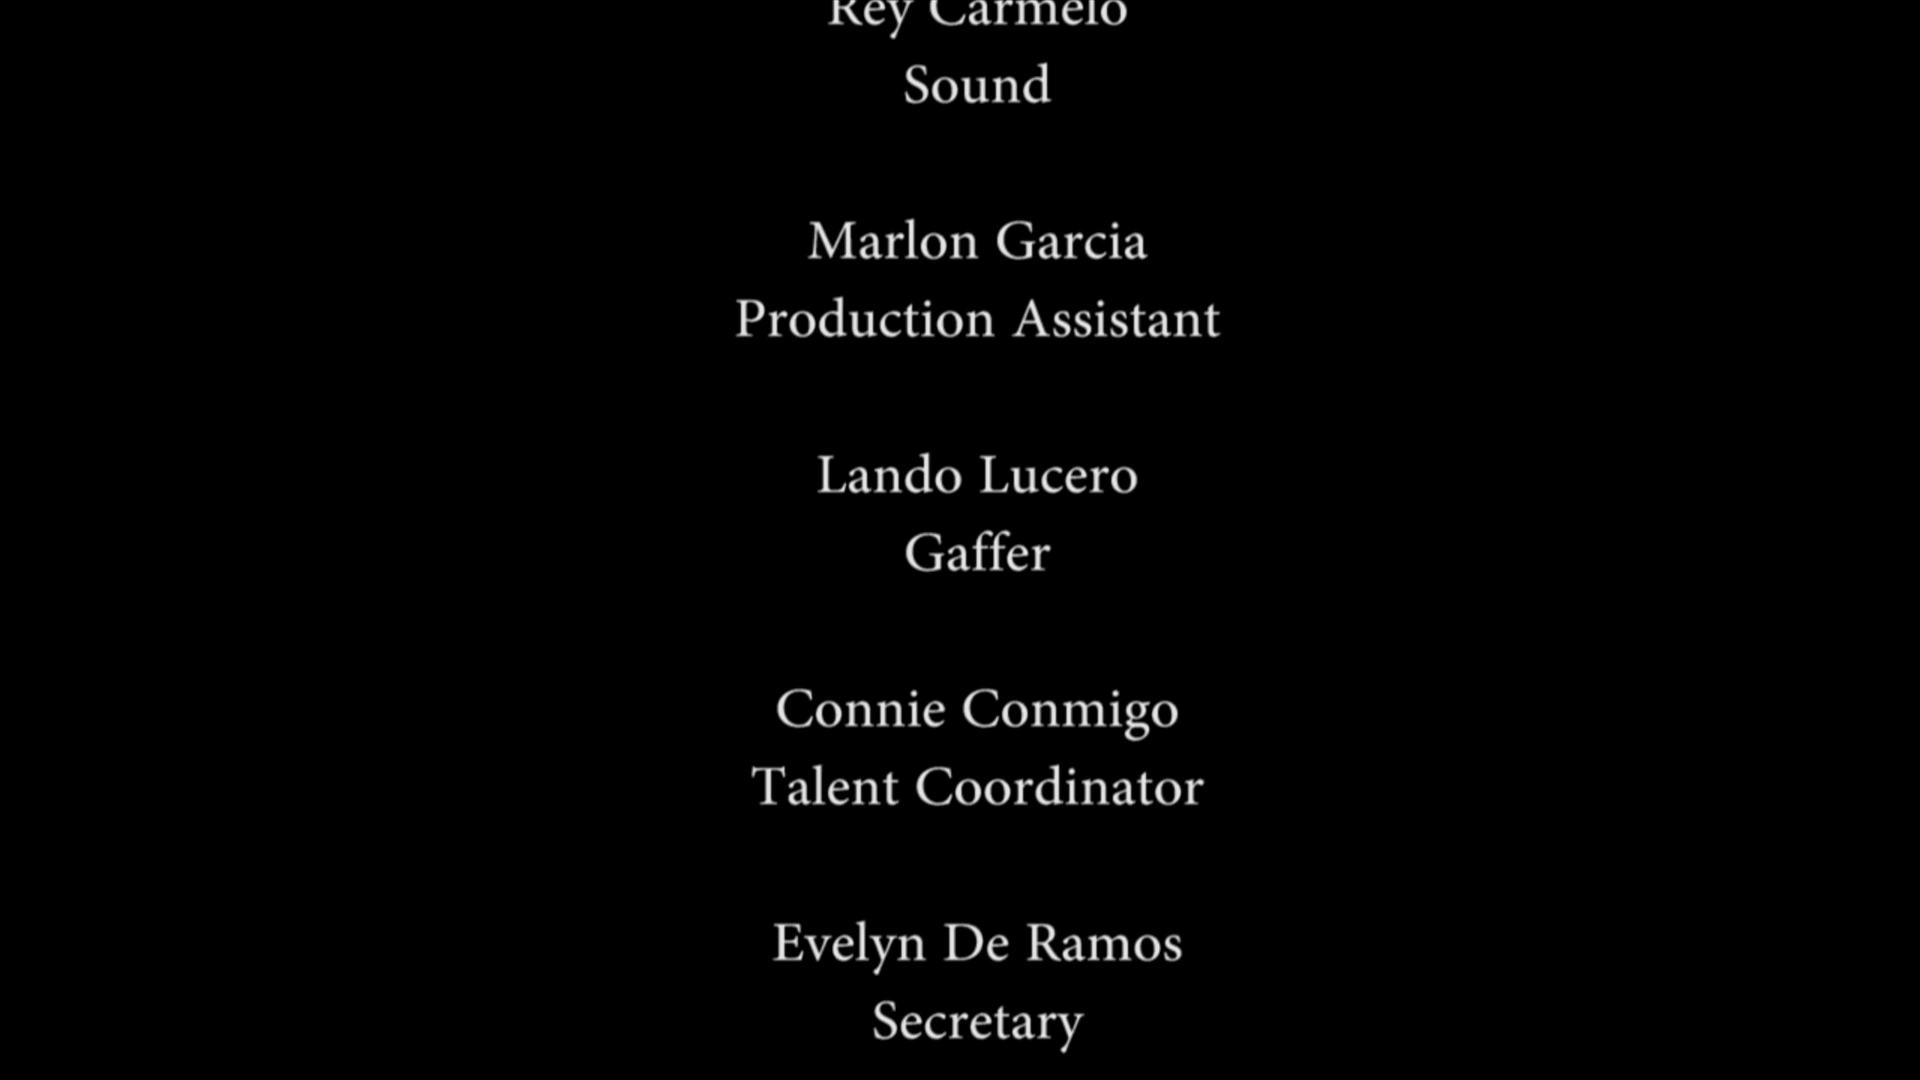 Rey Carmelo
Sound
Marlon Garcia
Production Assistant
Lando Lucero
Gaffer
Connie Conmigo
Talent Coordinator
Evelyn De Ramos
Secretary